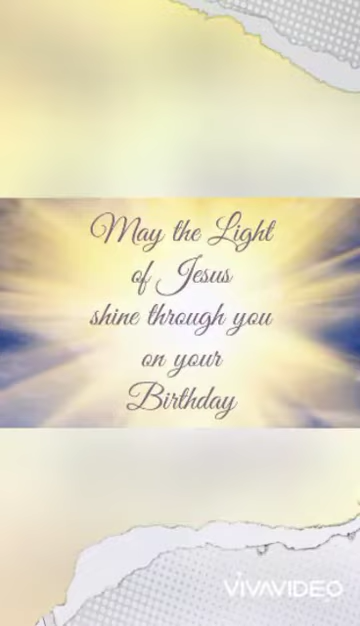 May the Light
of Jesus
shine through you
on your
Birthday
VIVAVIDEO